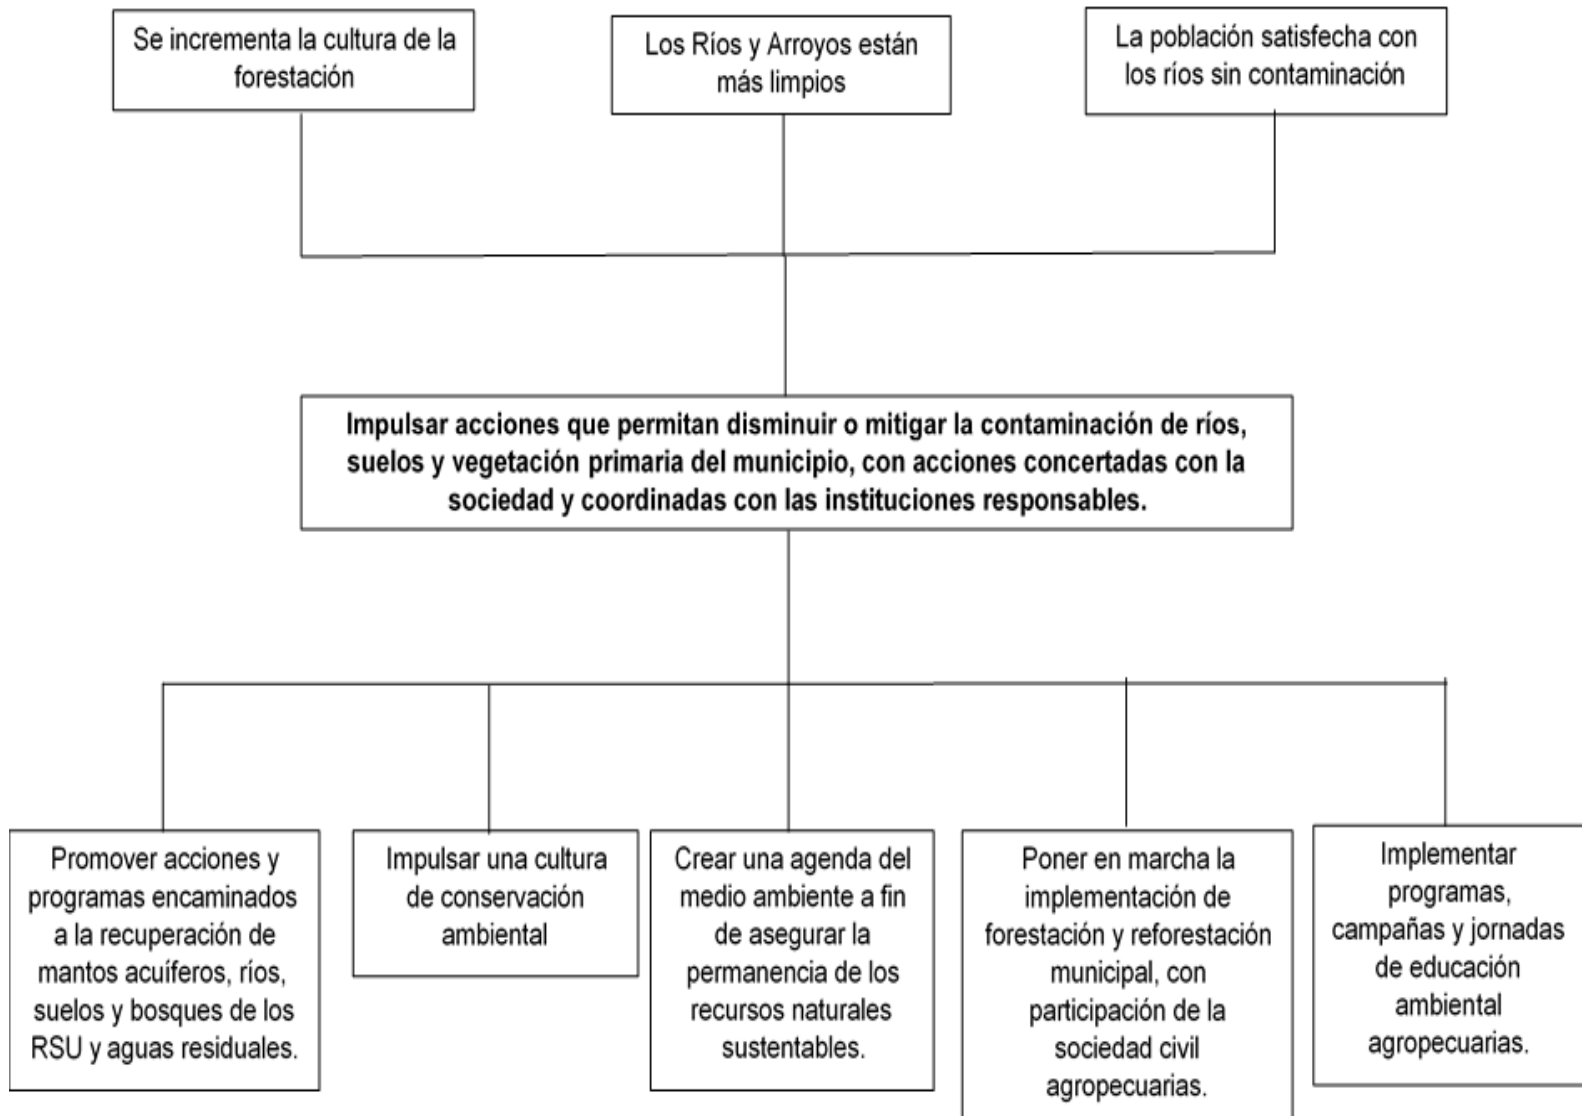 Se incrementa la cultura de la
forestación
Los Ríos y Arroyos están
más limpios
La población satisfecha con
los ríos sin contaminación
Impulsar acciones que permitan disminuir o mitigar la contaminación de ríos,
suelos y vegetación primaria del municipio, con acciones concertadas con la
sociedad y coordinadas con las instituciones responsables.
Promover acciones y
programas encaminados
a la recuperación de
mantos acuíferos, ríos,
suelos y bosques de los
RSU y aguas residuales.
Impulsar una cultura
de conservación
ambiental
Crear una agenda del
medio ambiente a fin
de asegurar la
permanencia de los
recursos naturales
sustentables.
Poner en marcha la
implementación de
forestación y reforestación
municipal, con
participación de la
sociedad civil
agropecuarias.
Implementar
programas,
campañas y jornadas
de educación
ambiental
agropecuarias.